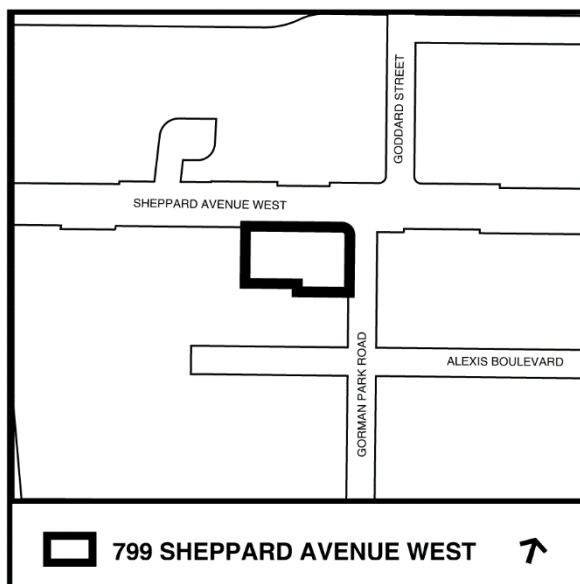 GODDARD STREET
SHEPPARD AVENUE WEST
GORMAN PARK ROAD
ALEXIS BOULEVARD
799 SHEPPARD AVENUE WEST